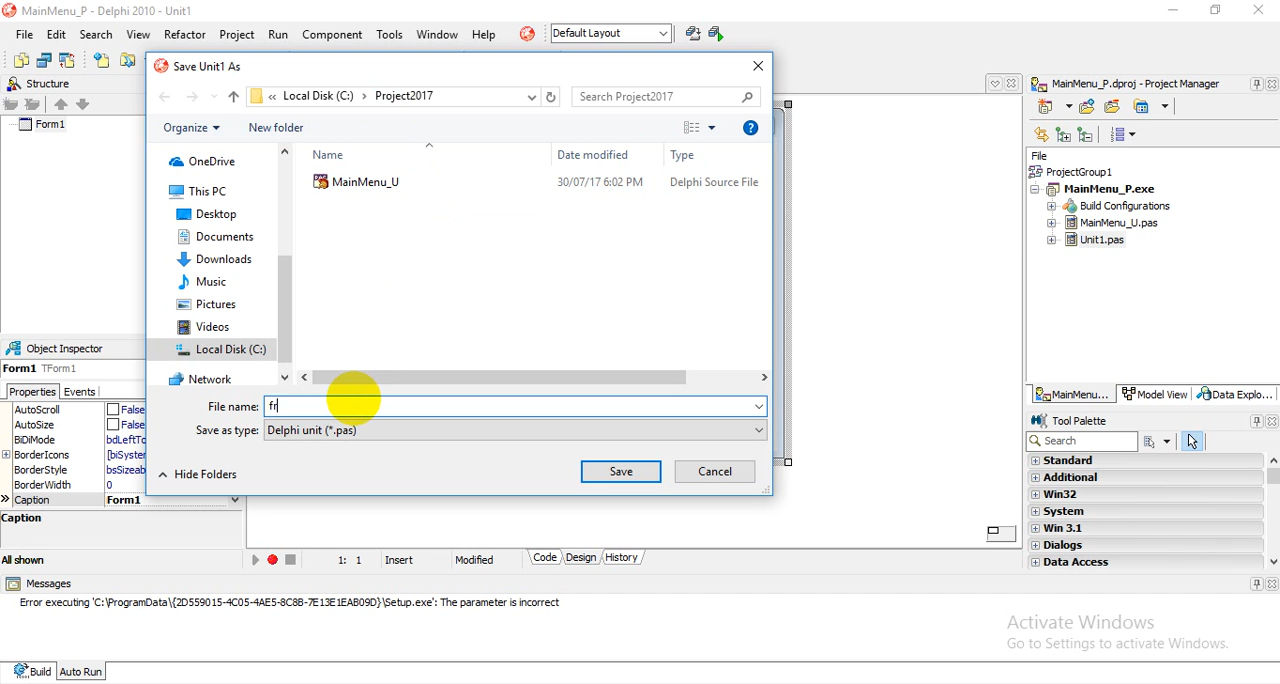 MainMenu_P - Delphi 2010 - Unit1
File Edit Search View Refactor Project Run Component Tools Window Help Default Layout
Structure
Form1
Save Unit1 As
« Local Disk (C:) Project2017
Search Project2017
Organize New folder
Name Date modified Type
MainMenu_U 30/07/17 6:02 PM Delphi Source File
OneDrive
This PC
Desktop
Documents
Downloads
Music
Pictures
Videos
Local Disk (C:)
Network
File name: fr
Save as type: Delphi unit (*.pas)
Hide Folders
Save Cancel
MainMenu_P.dproj - Project Manager
File
ProjectGroup1
MainMenu_P.exe
Build Configurations
MainMenu_U.pas
Unit1.pas
MainMenu... Model View Data Explo...
Object Inspector
Form1 TForm1
Properties Events
AutoScroll False
AutoSize False
BiDiMode bdLeftTo
BorderIcons [biSystem
BorderStyle bsSizeab
BorderWidth 0
Caption Form1
Caption
All shown
1: 1 Insert Modified Code Design History
Tool Palette
Search
Standard
Additional
Win32
System
Win 3.1
Dialogs
Data Access
Messages
Error executing 'C:\ProgramData\{2D559015-4C05-4AE5-8C8B-7E13E1EAB09D}\Setup.exe': The parameter is incorrect
Activate Windows
Go to Settings to activate Windows.
Build Auto Run